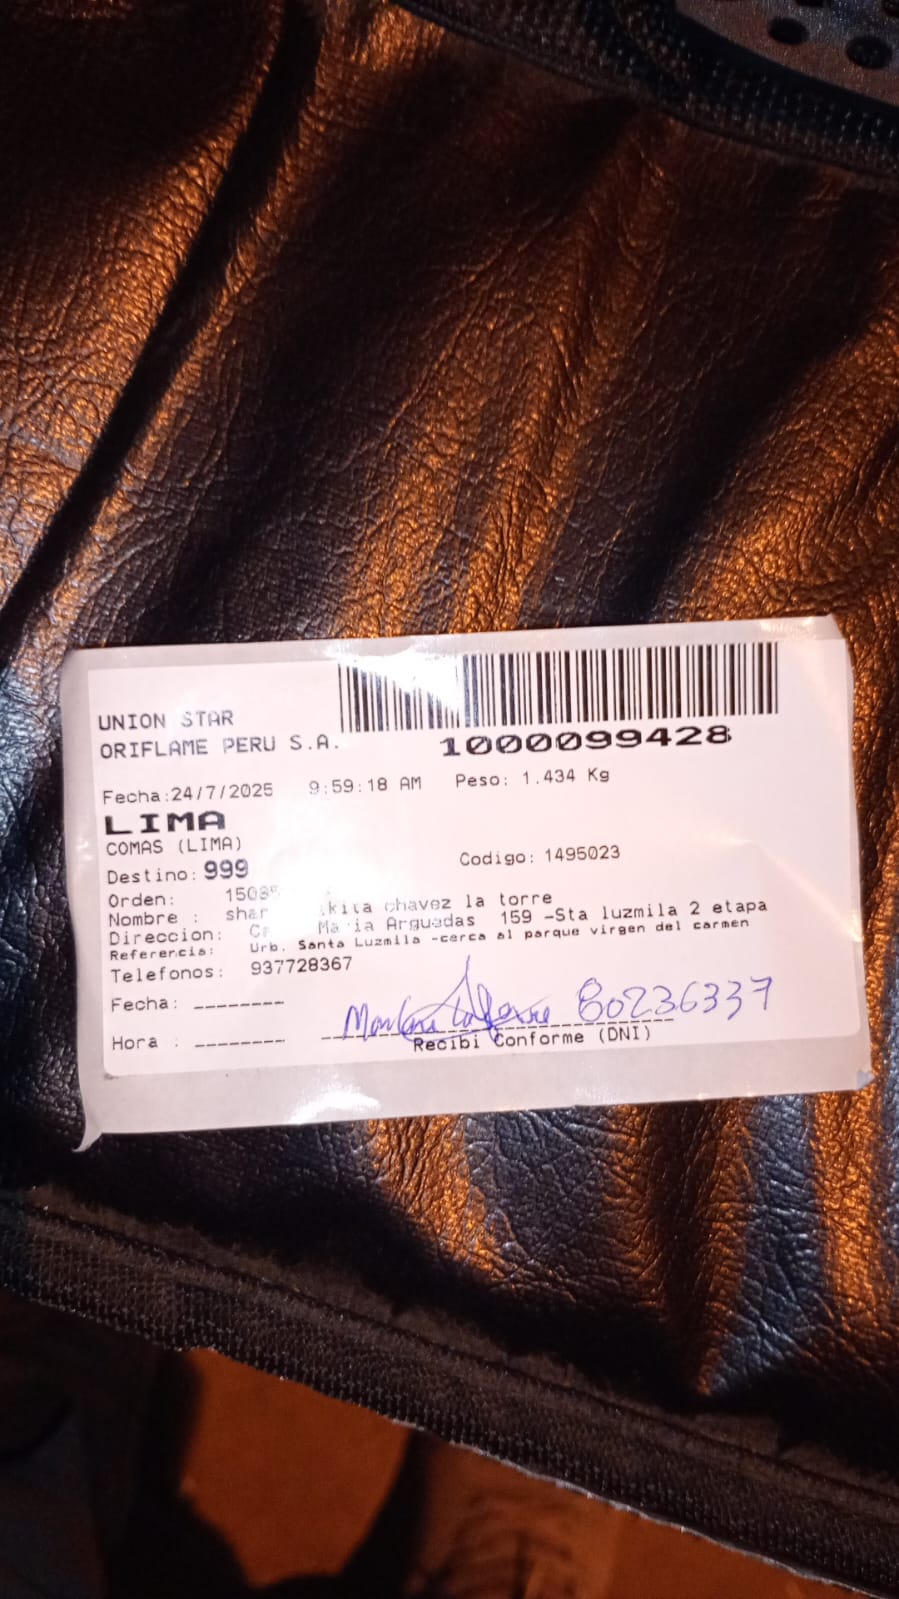 UNION STAR
ORIFLAME PERU S.A.
1000099428
Fecha:24/7/2025 9:59:18 AM Peso: 1.434 Kg
LIMA
COMAS (LIMA)
Destino: 999 Codigo: 1495023
Orden:
Nombre : chavez la torre
Direccion: Arguedas 159 -Sta luzmila 2 etapa
Referencia: Urb. Santa Luzmila -cerca al parque virgen del carmen
Telefonos: 937728367
Fecha: --------
80236337
Hora : --------
Recibi Conforme (DNI)